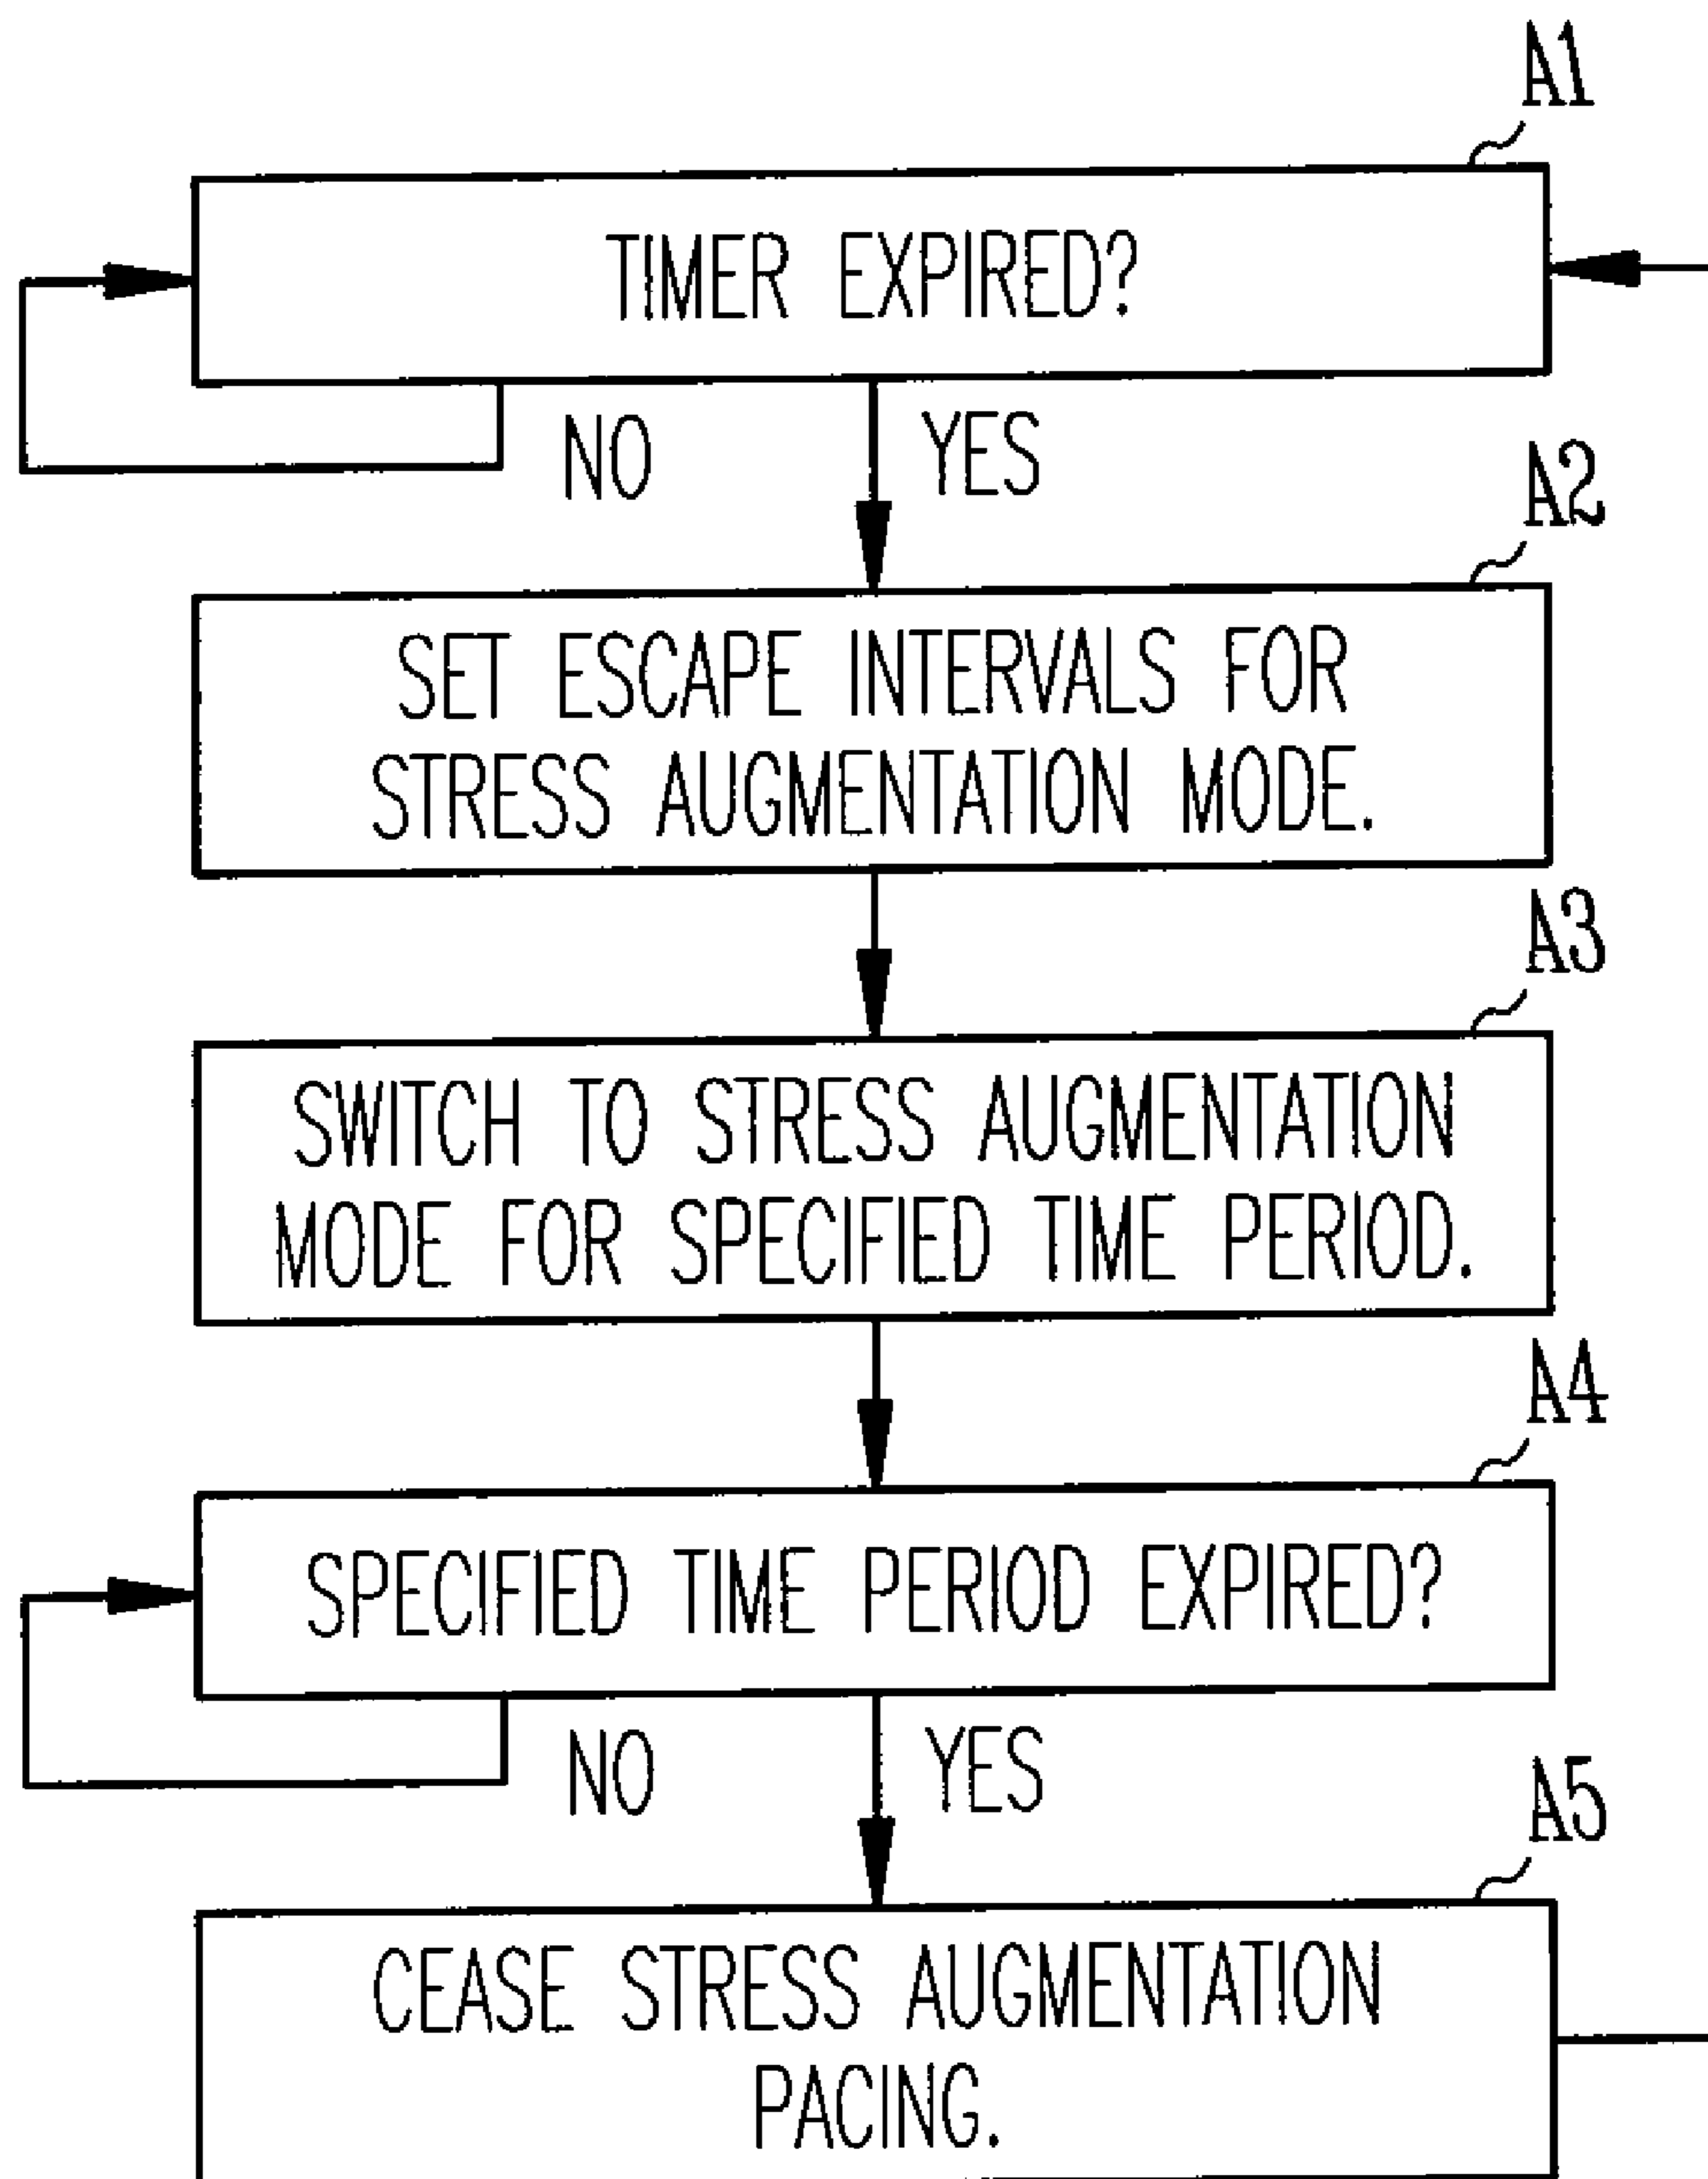 A1
TIMER EXPIRED?
NO
YES
A2
SET ESCAPE INTERVALS FOR
STRESS AUGMENTATION MODE.
A3
SWITCH TO STRESS AUGMENTATION
MODE FOR SPECIFIED TIME PERIOD.
A4
SPECIFIED TIME PERIOD EXPIRED?
NO
YES
A5
CEASE STRESS AUGMENTATION
PACING.